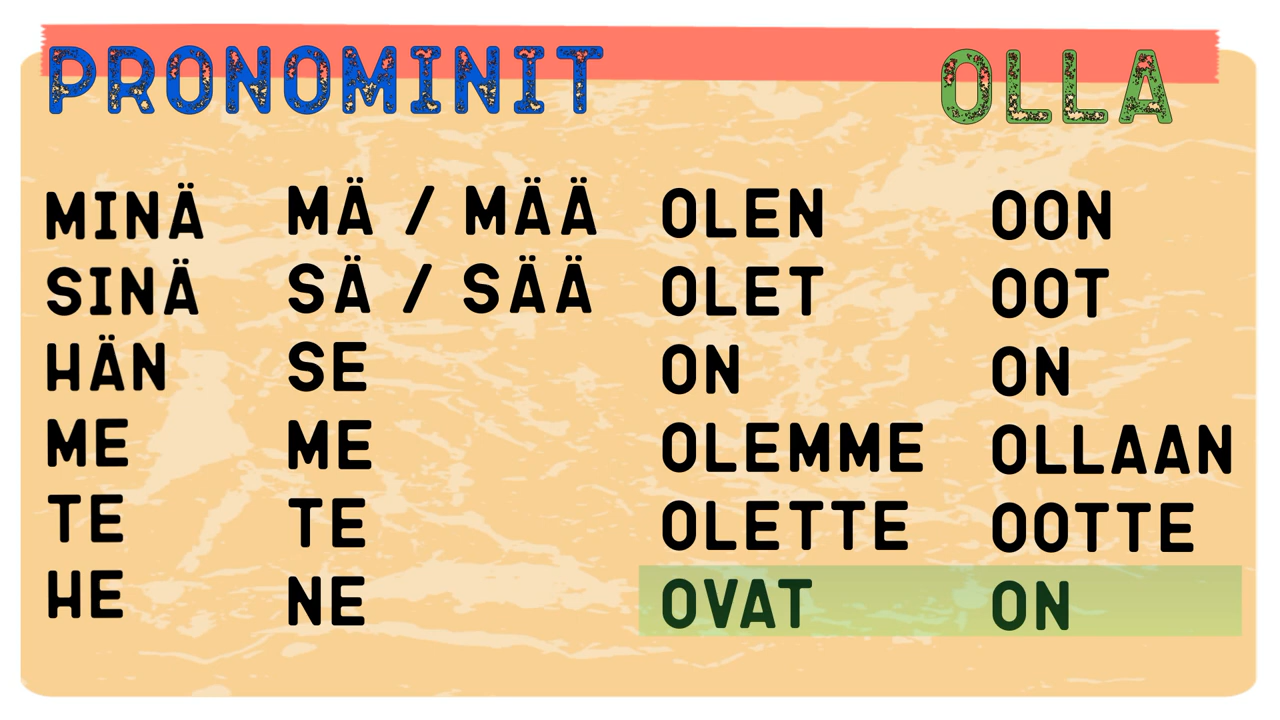 PRONOMINIT OLLA
MINÄ MÄ / MÄÄ OLEN OON
SINÄ SÄ / SÄÄ OLET OOT
HÄN SE ON ON
ME ME OLEMME OLLAAN
TE TE OLETTE OOTTE
HE NE OVAT ON